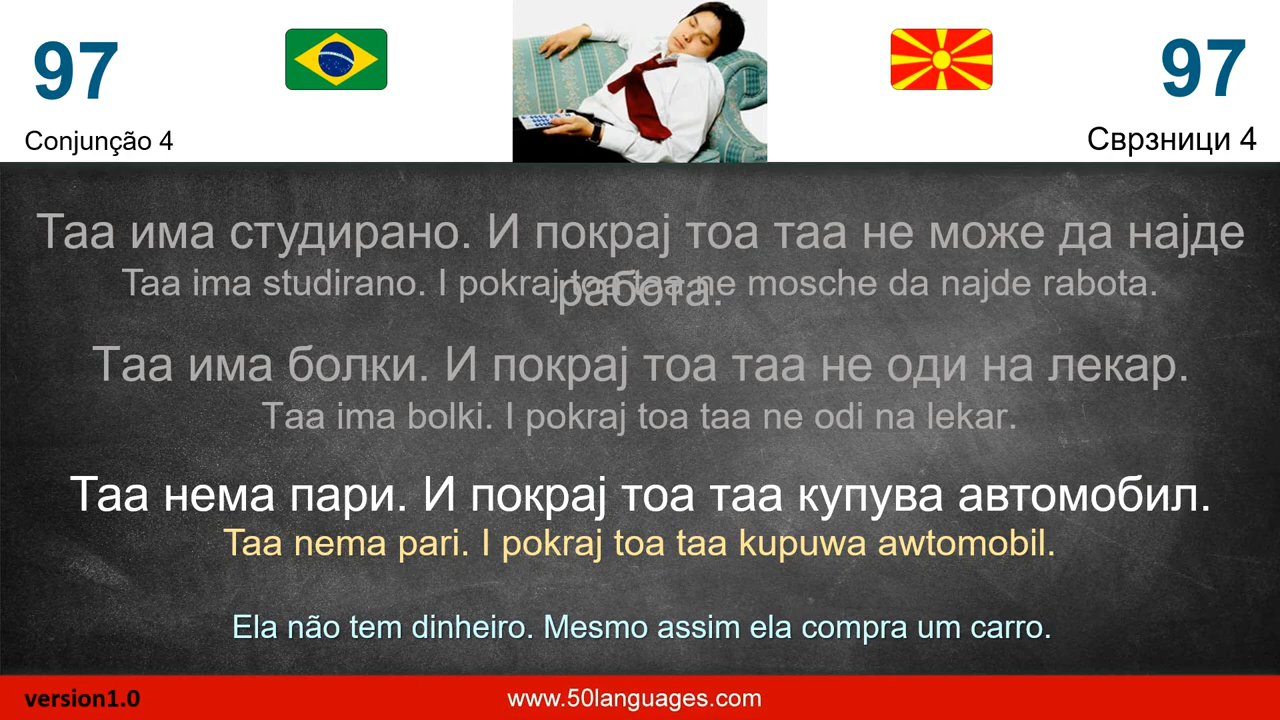 97
97
Conjunção 4
Сврзници 4
Таа има студирано. И покрај тоа таа не може да најде
работа.
Taa ima studirano. I pokraj toa taa ne mosche da najde rabota.
Таа има болки. И покрај тоа таа не оди на лекар.
Taa ima bolki. I pokraj toa taa ne odi na lekar.
Таа нема пари. И покрај тоа таа купува автомобил.
Taa nema pari. I pokraj toa taa kupuwa awtomobil.
Ela não tem dinheiro. Mesmo assim ela compra um carro.
version1.0
www.50languages.com